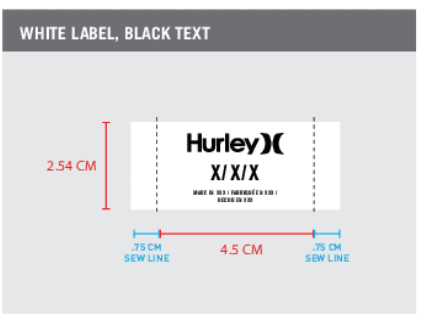 WHITE LABEL, BLACK TEXT
Hurley
2.54 CM
X/X/X
MADE IN XXX / FABRIQUÉ EN XXX /
HECHO EN XXX
.75 CM
SEW LINE
4.5 CM
.75 CM
SEW LINE